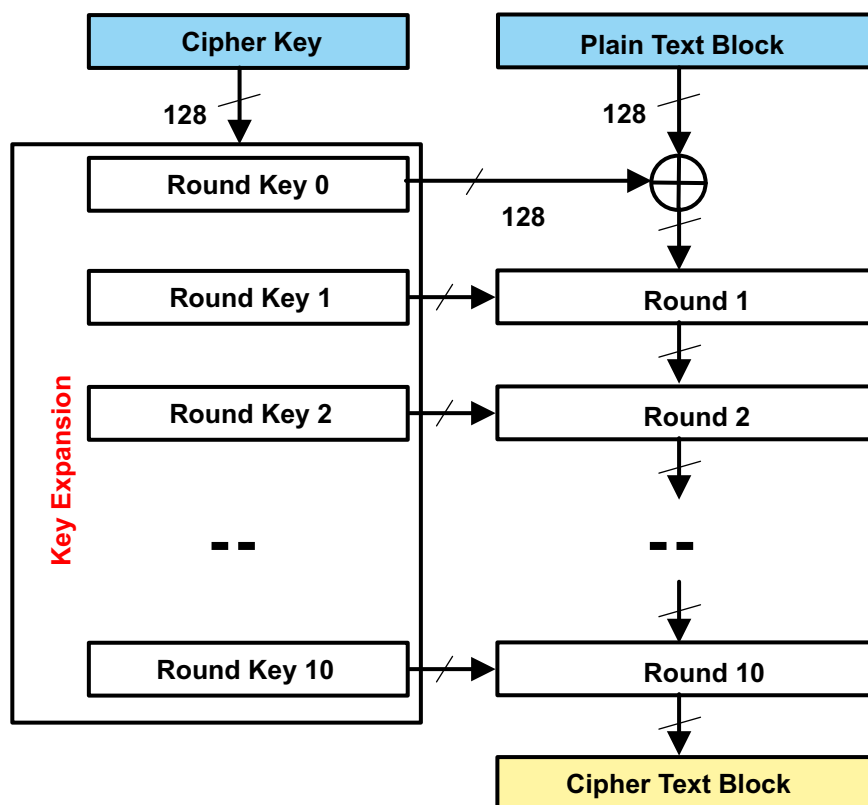 Cipher Key
Plain Text Block
128
128
Round Key 0
128
Round Key 1
Round 1
Round Key 2
Round 2
Key Expansion
--
--
Round Key 10
Round 10
Cipher Text Block